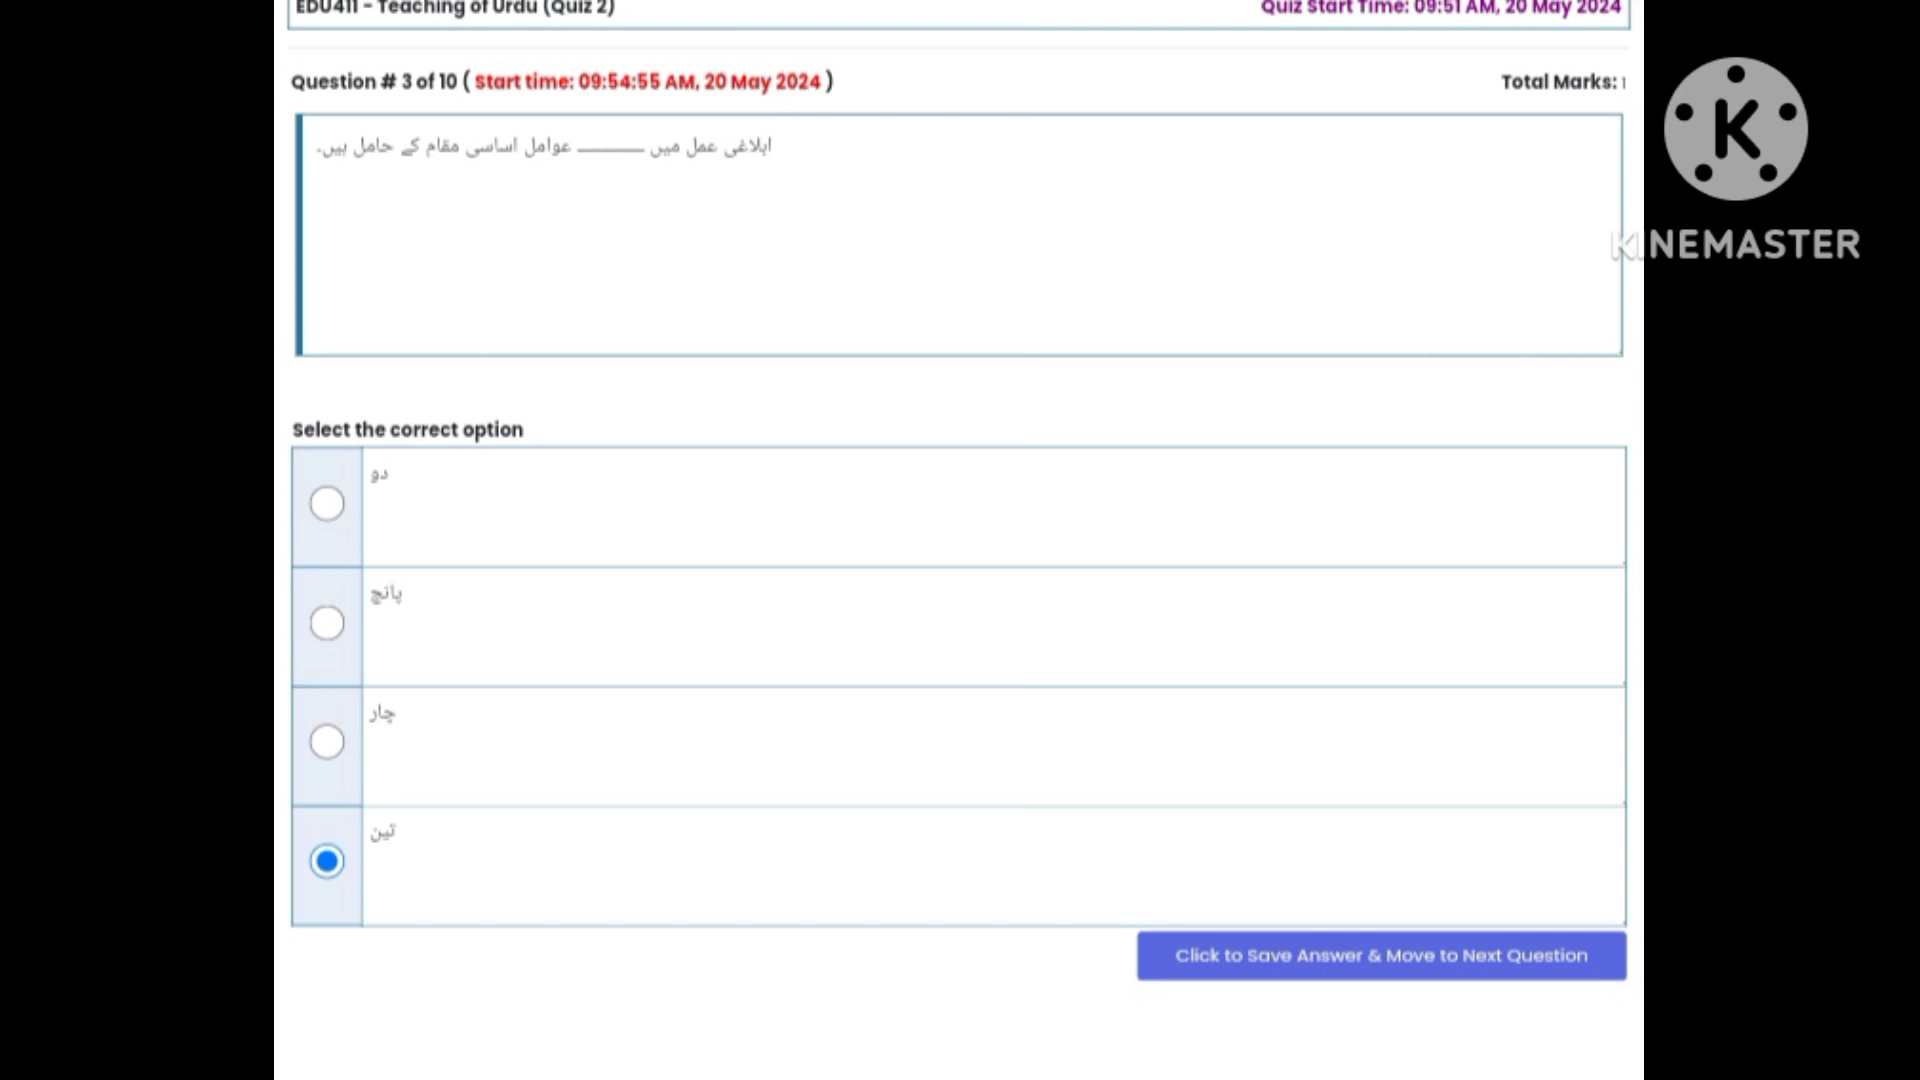 EDU411 - Teaching of Urdu (Quiz 2)
Quiz Start Time: 09:51 AM, 20 May 2024
Question # 3 of 10 ( Start time: 09:54:55 AM, 20 May 2024 )
Total Marks: 1
ابلاغی عمل میں ـــــــــــ عوامل اساسی مقام کے حامل ہیں۔
Select the correct option
دو
پانچ
چار
تین
Click to Save Answer & Move to Next Question
K
KINEMASTER